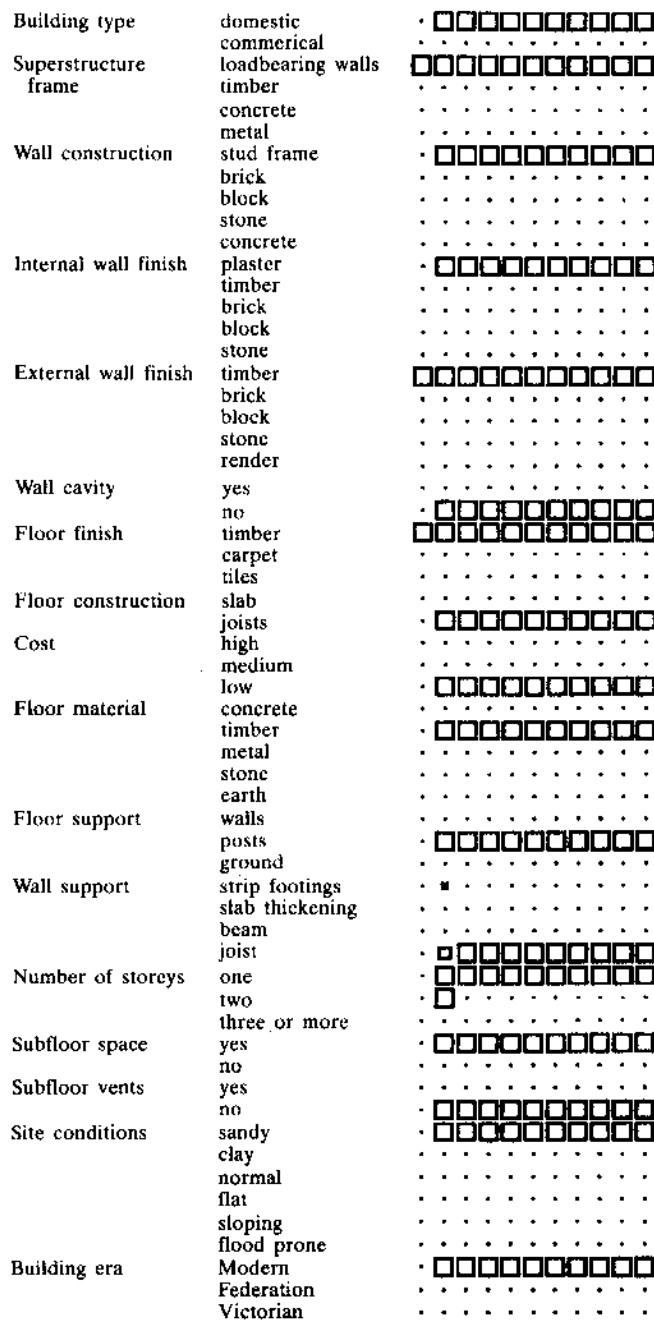 Building type domestic
commerical
Superstructure loadbearing walls
frame timber
concrete
metal
Wall construction stud frame
brick
block
stone
concrete
Internal wall finish plaster
timber
brick
block
stone
External wall finish timber
brick
block
stone
render
Wall cavity yes
no
Floor finish timber
carpet
tiles
Floor construction slab
joists
Cost high
medium
low
Floor material concrete
timber
metal
stone
earth
Floor support walls
posts
ground
Wall support strip footings
slab thickening
beam
joist
Number of storeys one
two
three or more
Subfloor space yes
no
Subfloor vents yes
no
Site conditions sandy
clay
normal
flat
sloping
flood prone
Building era Modern
Federation
Victorian